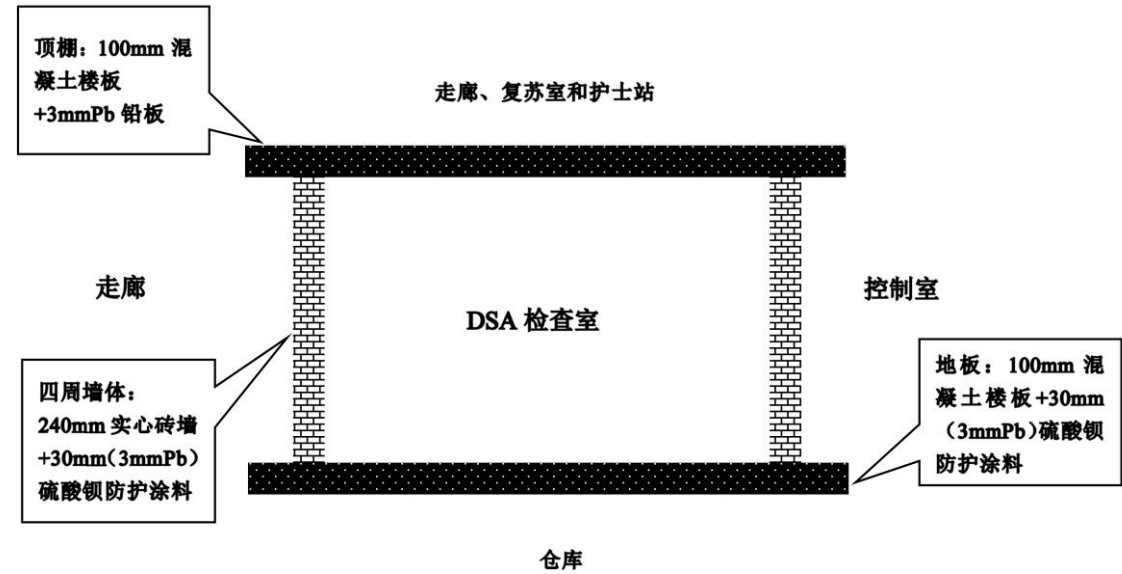 顶棚：100mm 混
凝土楼板
+3mmPb 铅板
走廊、复苏室和护士站
走廊
DSA 检查室
控制室
四周墙体：
240mm 实心砖墙
+30mm（3mmPb）
硫酸钡防护涂料
地板：100mm 混
凝土楼板+30mm
（3mmPb）硫酸钡
防护涂料
仓库